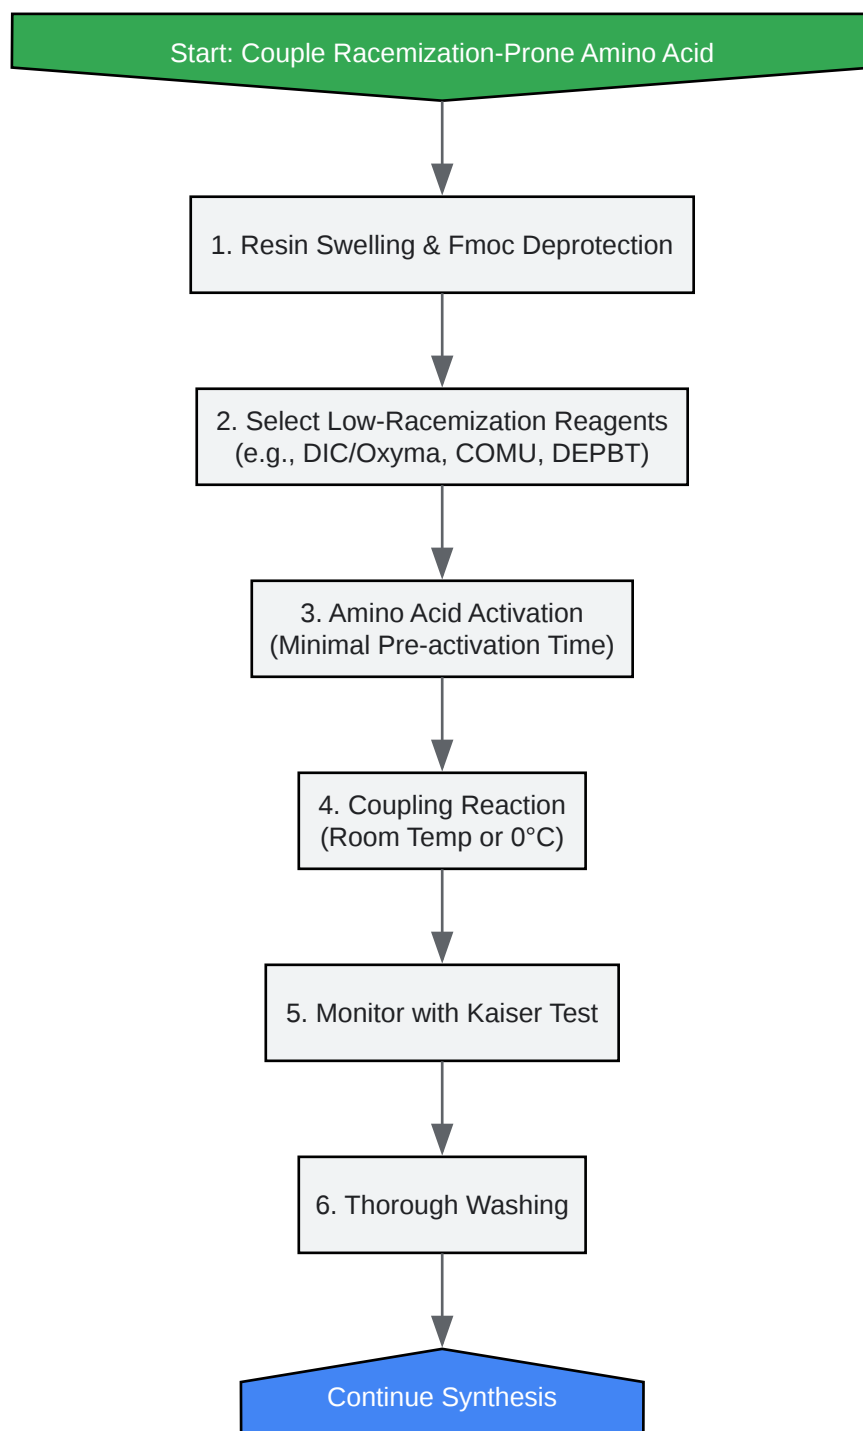 Start: Couple Racemization-Prone Amino Acid
1. Resin Swelling & Fmoc Deprotection
2. Select Low-Racemization Reagents
(e.g., DIC/Oxyma, COMU, DEPBT)
3. Amino Acid Activation
(Minimal Pre-activation Time)
4. Coupling Reaction
(Room Temp or 0°C)
5. Monitor with Kaiser Test
6. Thorough Washing
Continue Synthesis